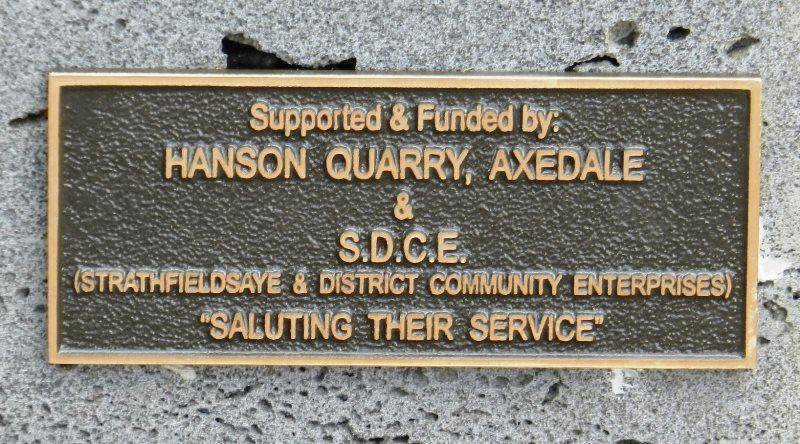 Supported & Funded by:
HANSON QUARRY, AXEDALE
&
S.D.C.E.
(STRATHFIELDSAYE & DISTRICT COMMUNITY ENTERPRISES)
"SALUTING THEIR SERVICE"